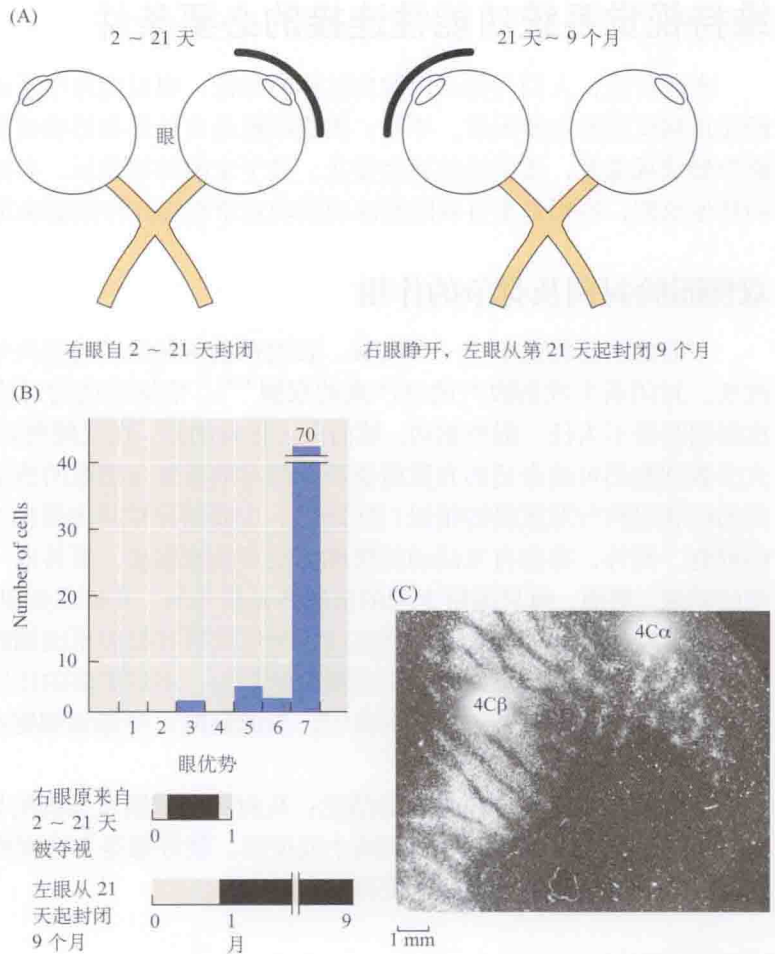 (A)
2 ~ 21 天
21 天 ~ 9 个月
眼
右眼自 2 ~ 21 天封闭
右眼睁开，左眼从第 21 天起封闭 9 个月
(B)
70
40
30
20
10
0
Number of cells
1 2 3 4 5 6 7
眼优势
右眼原来自
2 ~ 21 天
被夺视
0 1
左眼从 21
天起封闭
9 个月
0 1 9
月
(C)
4Cα
4Cβ
1 mm